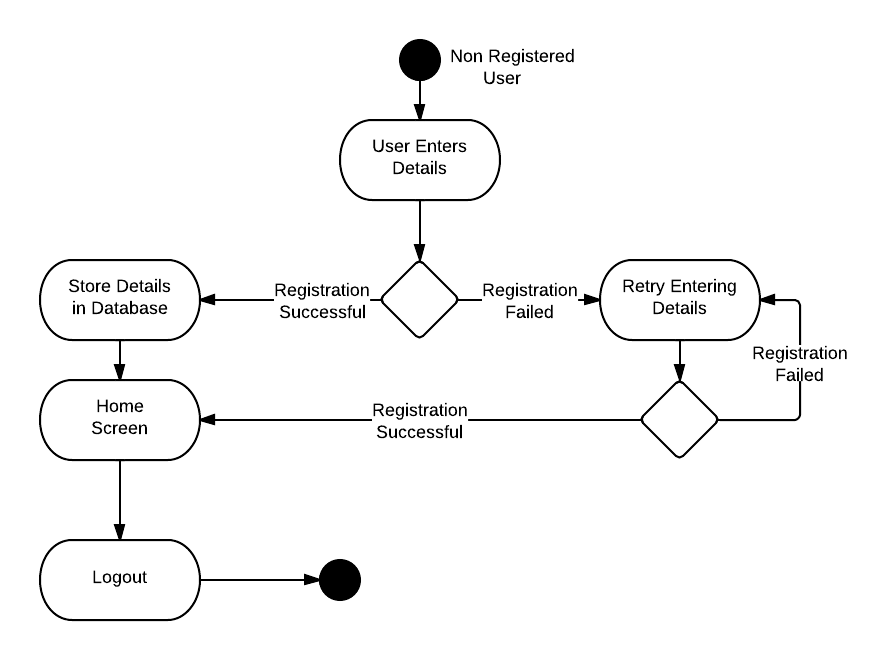 Non Registered
User
User Enters
Details
Store Details
in Database
Registration
Successful
Registration
Failed
Retry Entering
Details
Registration
Failed
Home
Screen
Registration
Successful
Logout